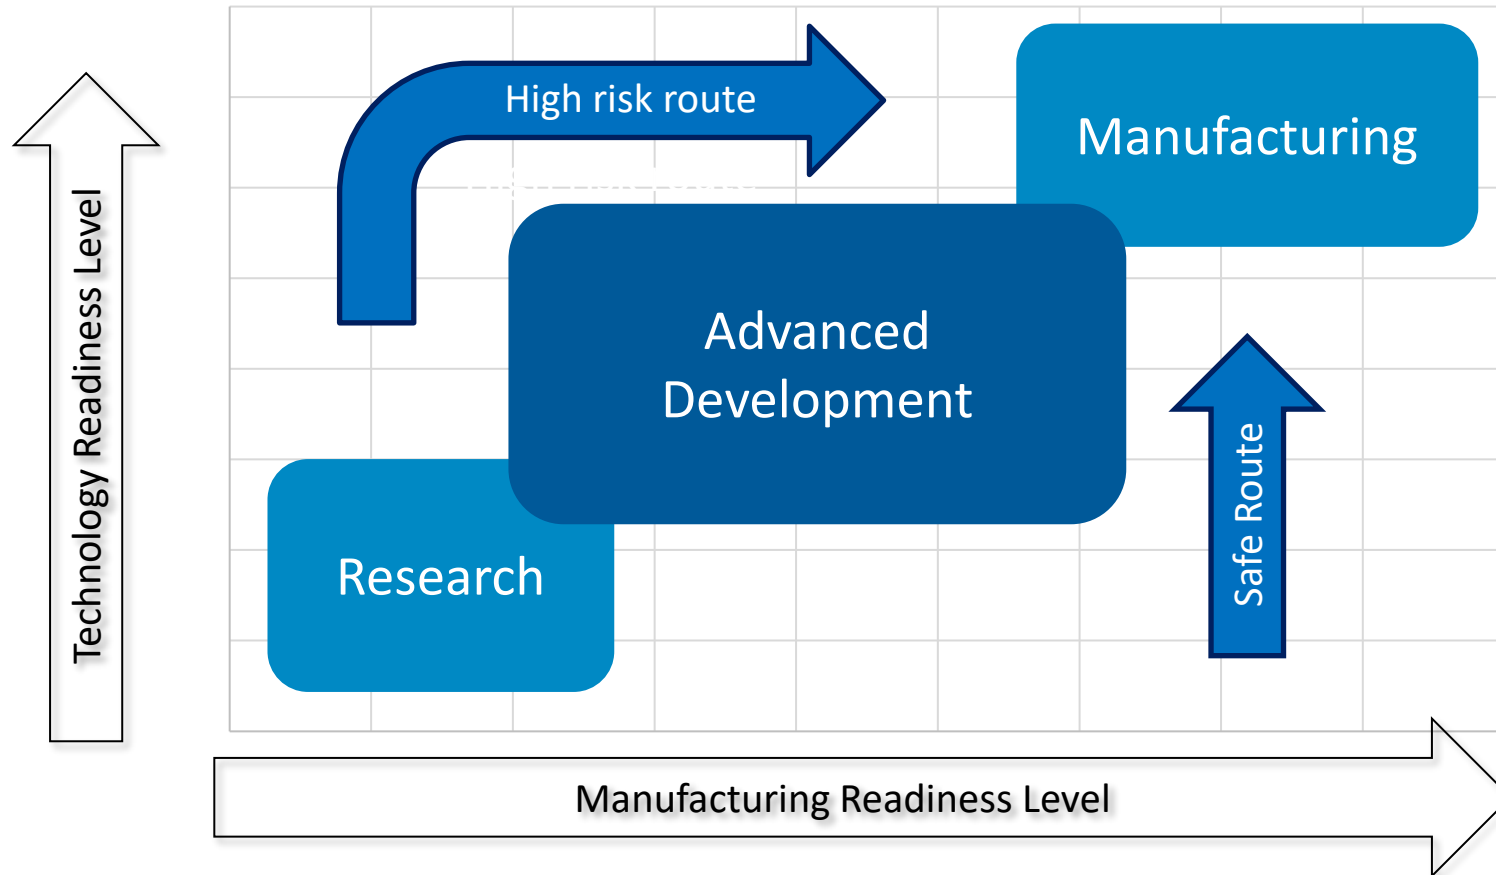 High risk route
Manufacturing
Technology Readiness Level
Advanced
Development
Safe Route
Research
Manufacturing Readiness Level